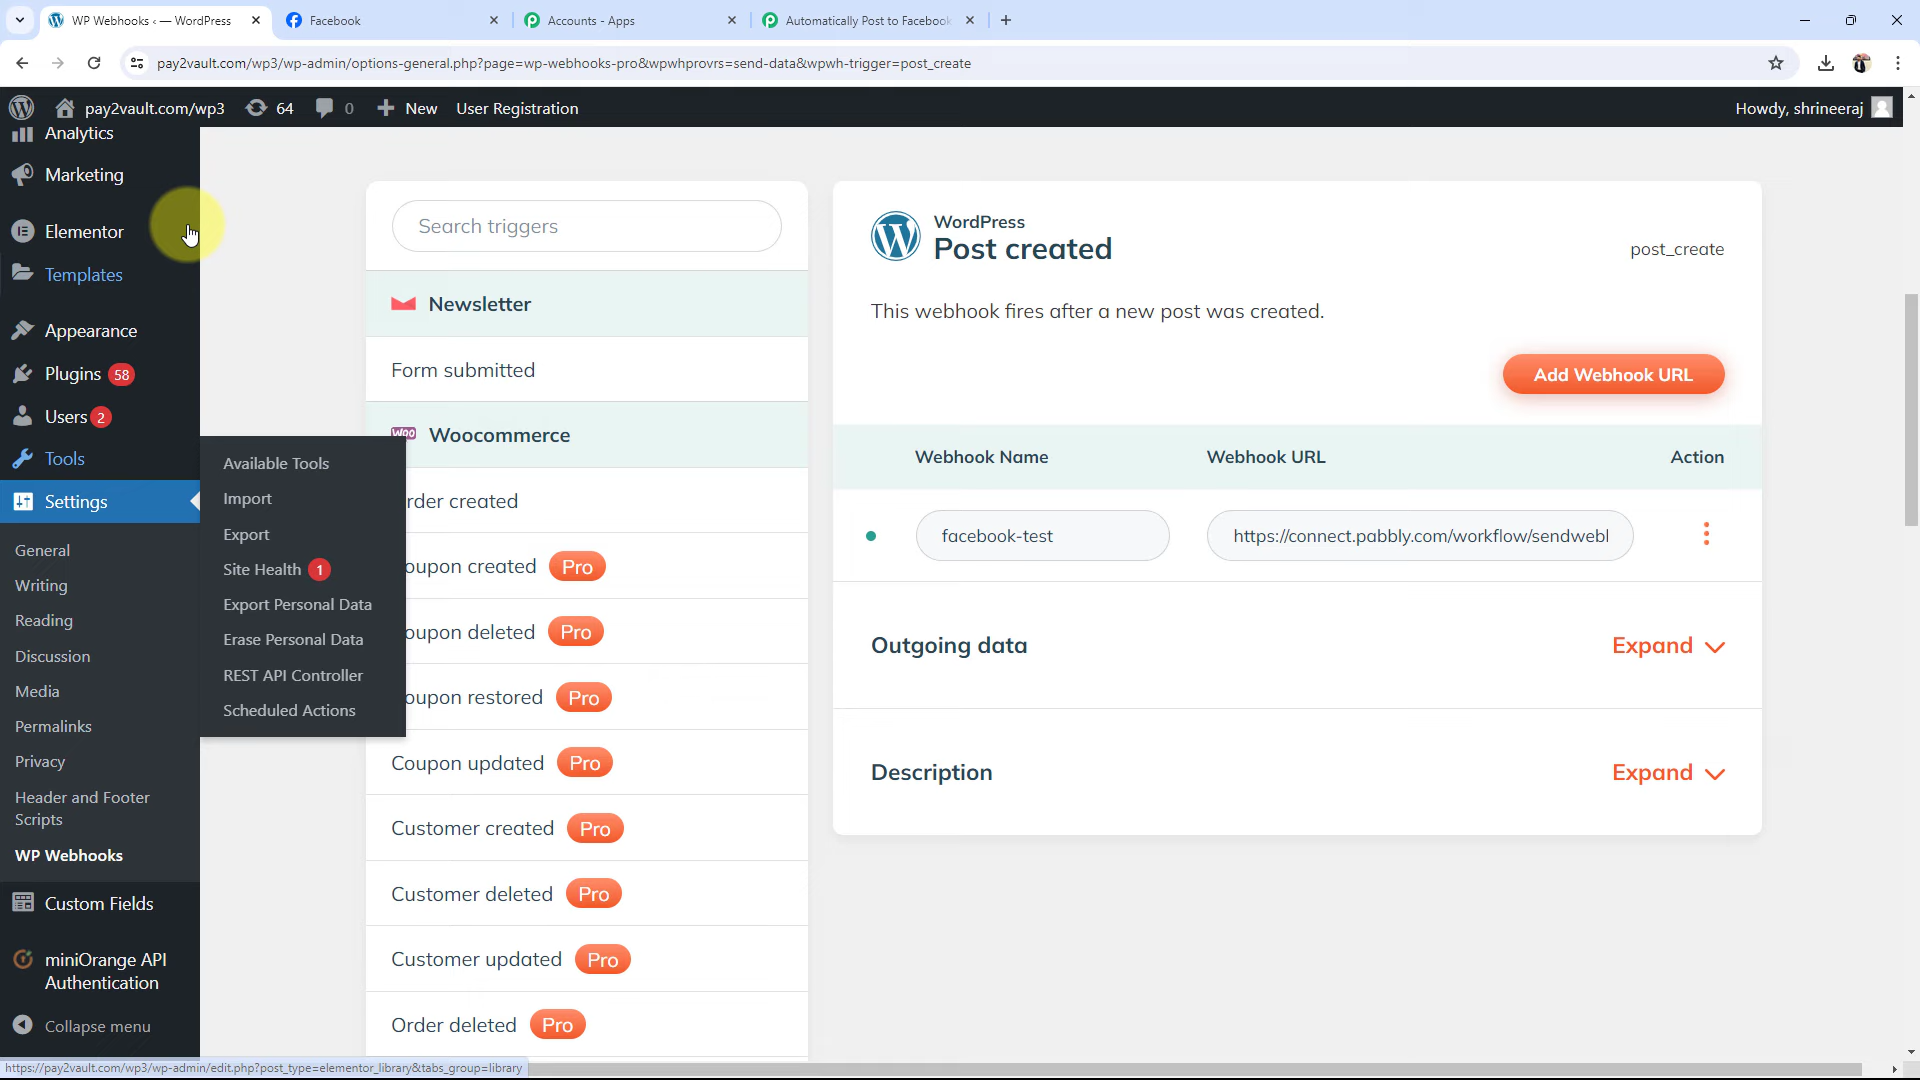 WP Webhooks ‹ — WordPress
Facebook
Accounts - Apps
Automatically Post to Facebook
pay2vault.com/wp3/wp-admin/options-general.php?page=wp-webhooks-pro&wpwhprovrs=send-data&wpwh-trigger=post_create
pay2vault.com/wp3
64
0
New
User Registration
Howdy, shrineeraj
Analytics
Marketing
Elementor
Templates
Appearance
Plugins 58
Users 2
Tools
Settings
General
Writing
Reading
Discussion
Media
Permalinks
Privacy
Header and Footer
Scripts
WP Webhooks
Custom Fields
miniOrange API
Authentication
Collapse menu
Available Tools
Import
Export
Site Health 1
Export Personal Data
Erase Personal Data
REST API Controller
Scheduled Actions
Search triggers
Newsletter
Form submitted
Woo Woocommerce
rder created
oupon created Pro
oupon deleted Pro
oupon restored Pro
Coupon updated Pro
Customer created Pro
Customer deleted Pro
Customer updated Pro
Order deleted Pro
WordPress
Post created
post_create
This webhook fires after a new post was created.
Add Webhook URL
Webhook Name
Webhook URL
Action
facebook-test
https://connect.pabbly.com/workflow/sendwebl
Outgoing data
Expand
Description
Expand
https://pay2vault.com/wp3/wp-admin/edit.php?post_type=elementor_library&tabs_group=library